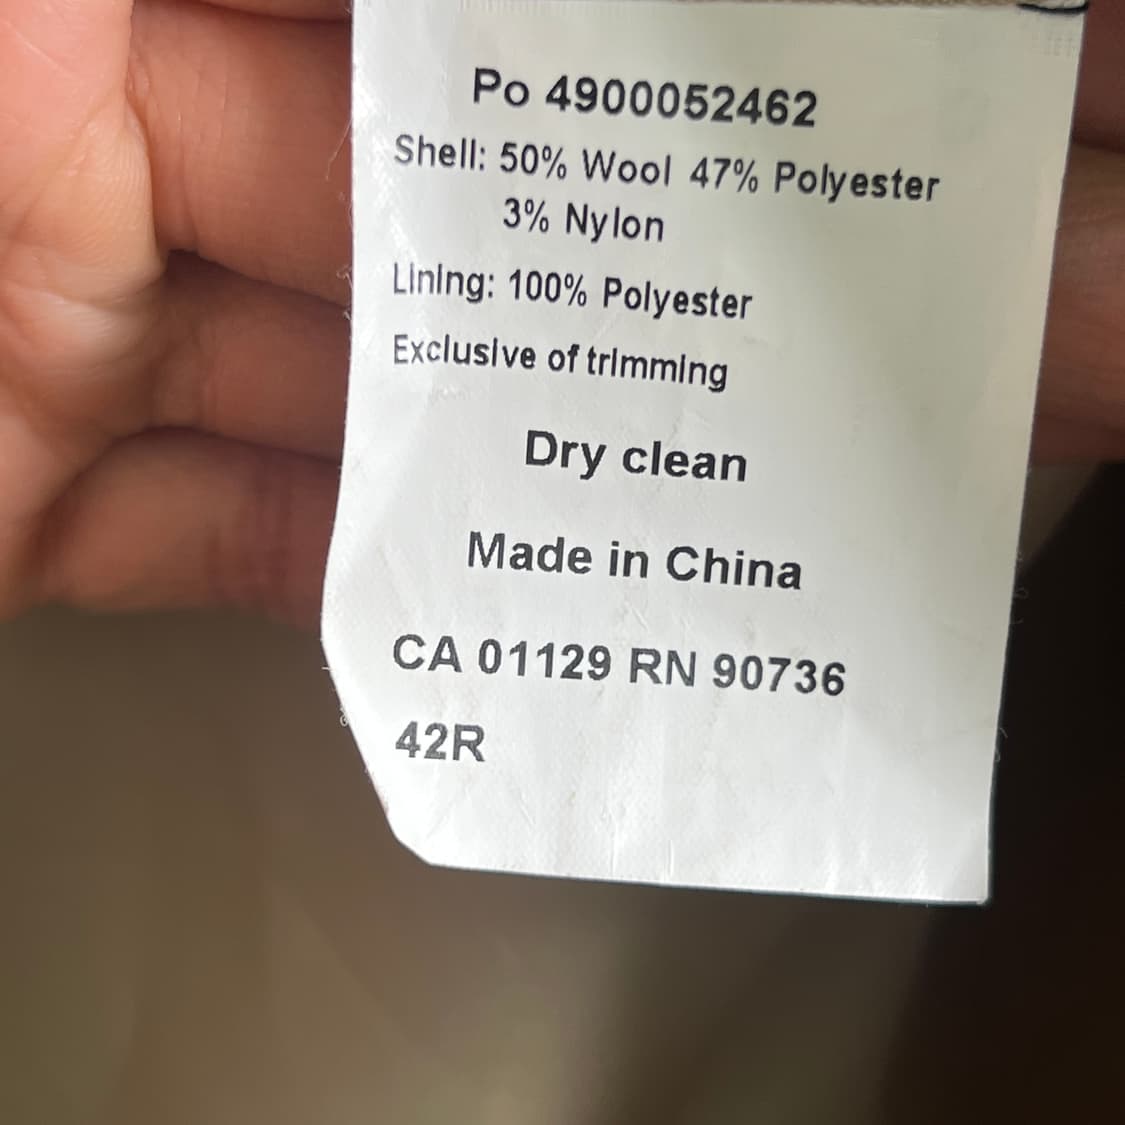 Po 4900052462
Shell: 50% Wool 47% Polyester
3% Nylon
Lining: 100% Polyester
Exclusive of trimming
Dry clean
Made in China
CA 01129 RN 90736
42R